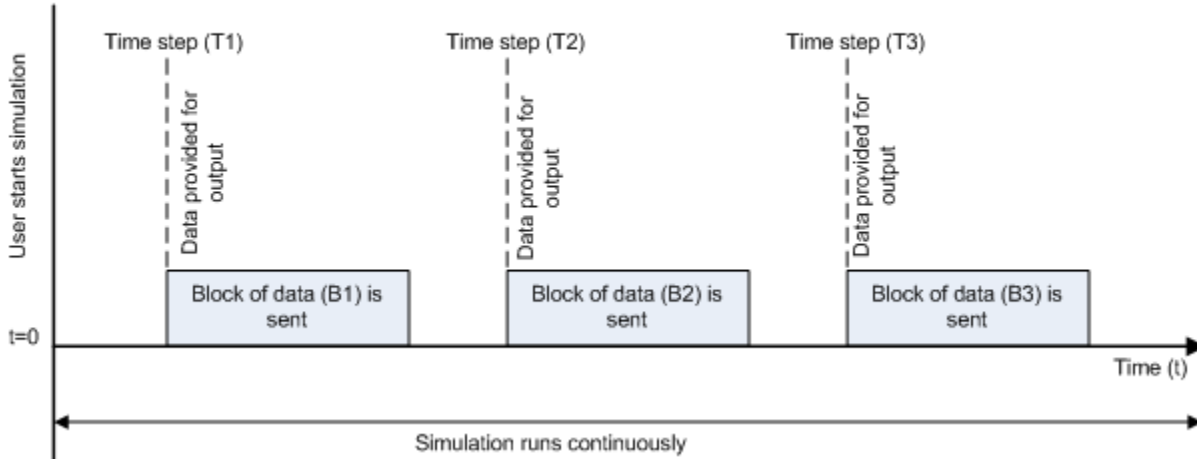 User starts simulation
Time step (T1)
Time step (T2)
Time step (T3)
Data provided for
output
Data provided for
output
Data provided for
output
Block of data (B1) is
sent
Block of data (B2) is
sent
Block of data (B3) is
sent
t=0
Time (t)
Simulation runs continuously